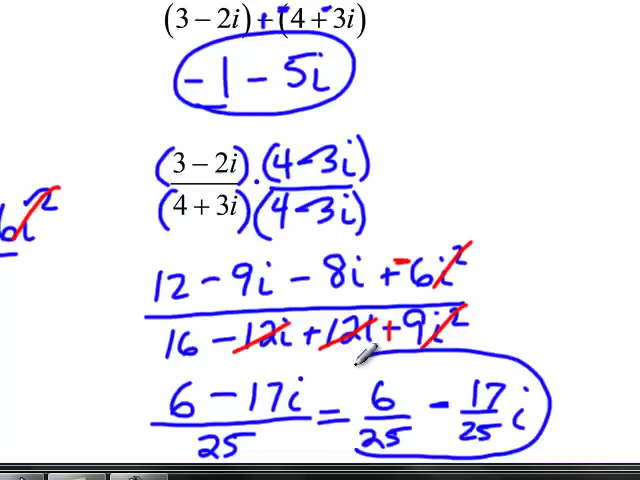 (3 − 2i) + (4 + 3i)
−1 − 5i
(3 − 2i) . (4 − 3i)
(4 + 3i) (4 − 3i)
6i²
12 − 9i − 8i + − 6i²
16 − 12i + 12i + 9i²
6 − 17i / 25 = 6/25 − 17/25 i